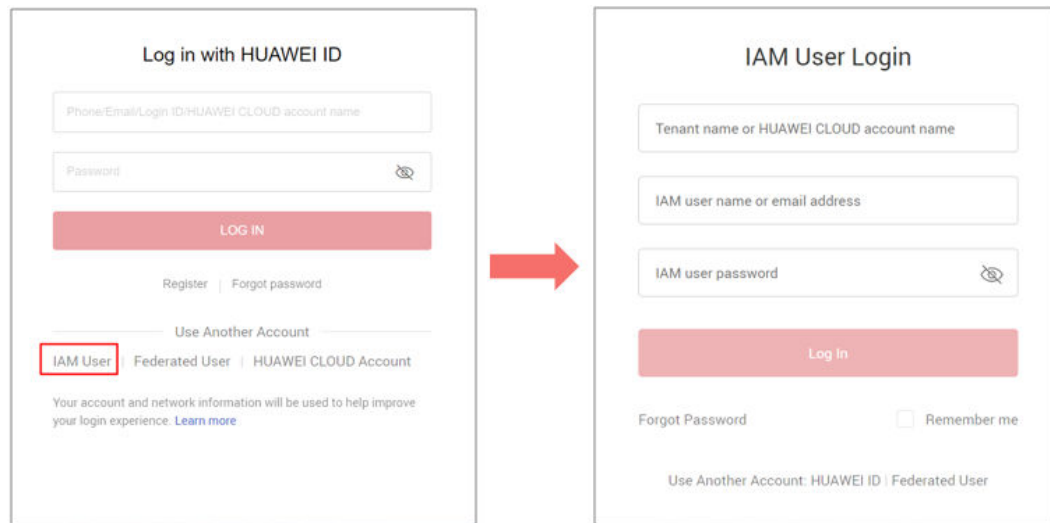 Log in with HUAWEI ID
Phone/Email/Login ID/HUAWEI CLOUD account name
Password
LOG IN
Register | Forgot password
Use Another Account
IAM User | Federated User | HUAWEI CLOUD Account
Your account and network information will be used to help improve
your login experience. Learn more
IAM User Login
Tenant name or HUAWEI CLOUD account name
IAM user name or email address
IAM user password
Log In
Forgot Password
Remember me
Use Another Account: HUAWEI ID | Federated User